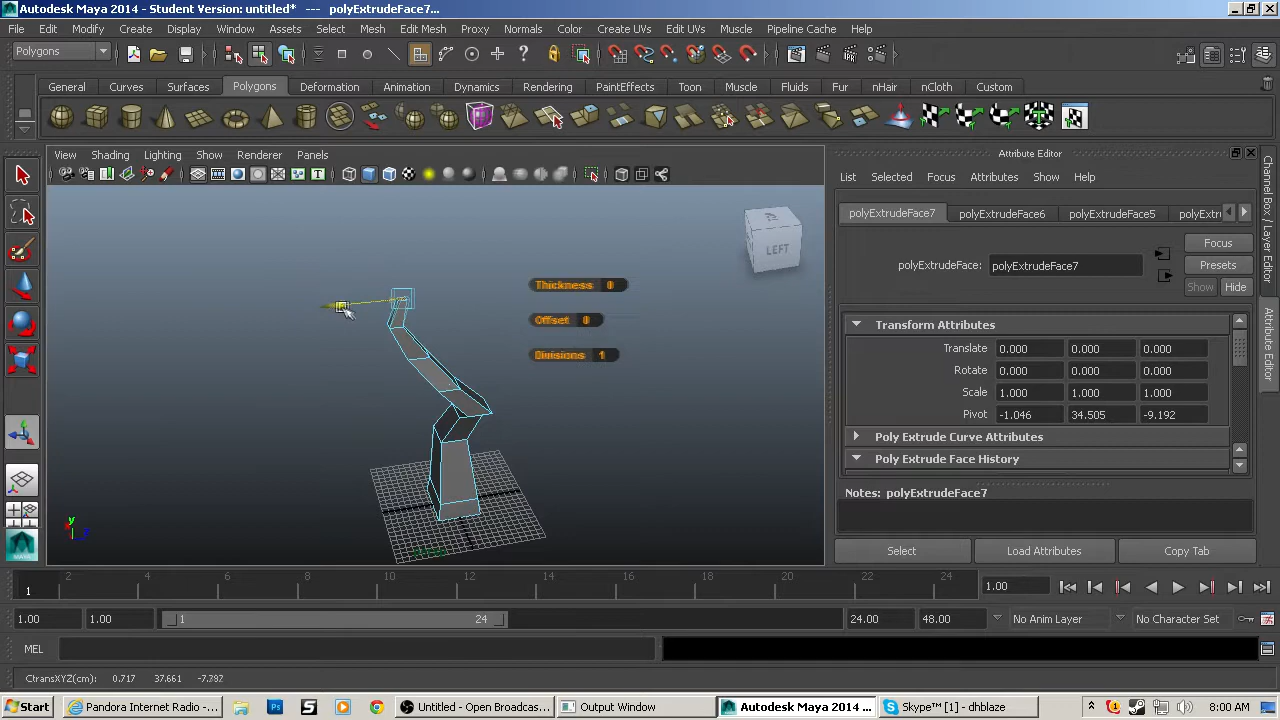 Autodesk Maya 2014 - Student Version: untitled* --- polyExtrudeFace7...
File Edit Modify Create Display Window Assets Select Mesh Edit Mesh Proxy Normals Color Create UVs Edit UVs Muscle Pipeline Cache Help
Polygons
General Curves Surfaces Polygons Deformation Animation Dynamics Rendering PaintEffects Toon Muscle Fluids Fur nHair nCloth Custom
View Shading Lighting Show Renderer Panels
Attribute Editor
List Selected Focus Attributes Show Help
polyExtrudeFace7 polyExtrudeFace6 polyExtrudeFace5 polyExtr
Focus
polyExtrudeFace: polyExtrudeFace7
Presets
Show Hide
LEFT
Thickness 0
Offset 0
Divisions 1
Transform Attributes
Translate 0.000 0.000 0.000
Rotate 0.000 0.000 0.000
Scale 1.000 1.000 1.000
Pivot -1.046 34.505 -9.192
Poly Extrude Curve Attributes
Poly Extrude Face History
Notes: polyExtrudeFace7
Select Load Attributes Copy Tab
Channel Box / Layer Editor
Attribute Editor
y
z
1 2 4 6 8 10 12 14 16 18 20 22 24
1.00
1.00 1.00 1 24 24.00 48.00 No Anim Layer No Character Set
MEL
CtransXYZ(cm): 0.717 37.661 -7.792
Start Pandora Internet Radio -... Untitled - Open Broadcas... Output Window Autodesk Maya 2014 ... Skype™ [1] - dhblaze 8:00 AM